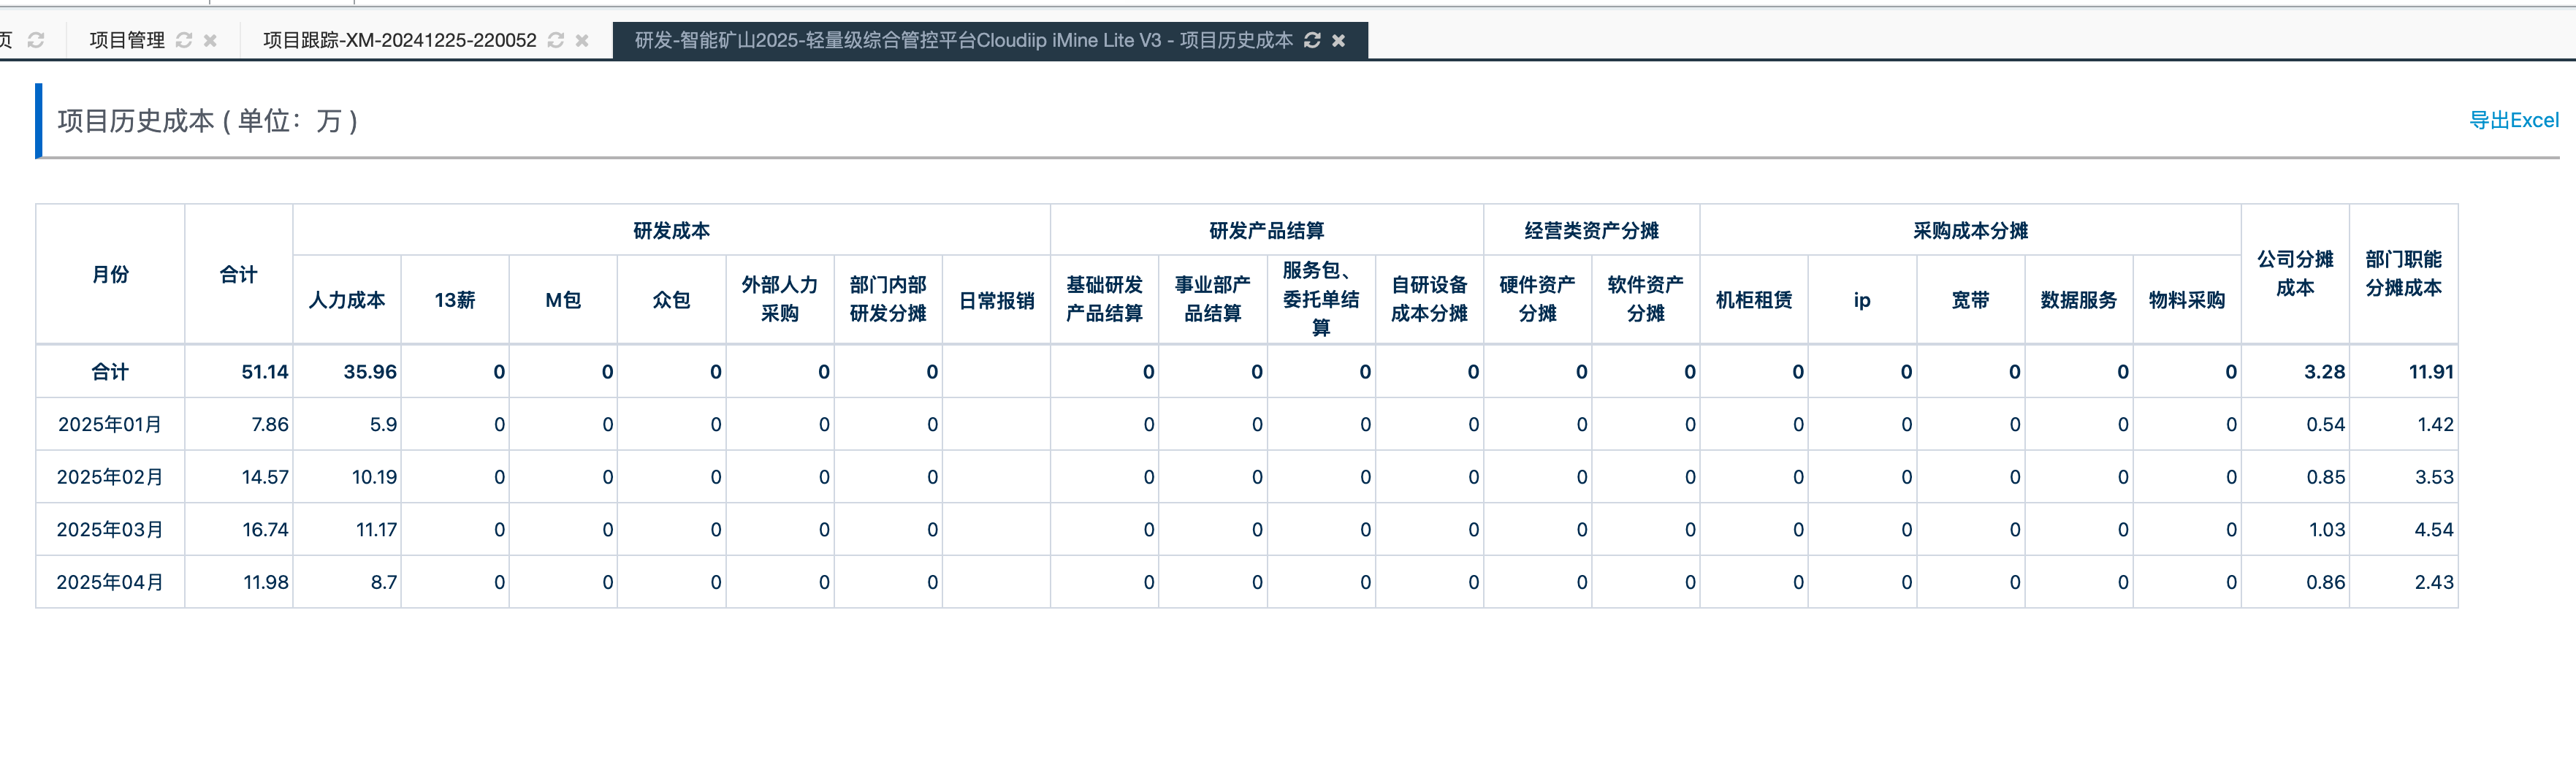 页 项目管理 项目跟踪-XM-20241225-220052 研发-智能矿山2025-轻量级综合管控平台Cloudiip iMine Lite V3 - 项目历史成本
项目历史成本 ( 单位：万 ) 导出Excel
月份 合计 研发成本 研发产品结算 经营类资产分摊 采购成本分摊 公司分摊成本 部门职能分摊成本
人力成本 13薪 M包 众包 外部人力采购 部门内部研发分摊 日常报销 基础研发产品结算 事业部产品结算 服务包、委托单结算 自研设备成本分摊 硬件资产分摊 软件资产分摊 机柜租赁 ip 宽带 数据服务 物料采购
合计 51.14 35.96 0 0 0 0 0 0 0 0 0 0 0 0 0 0 0 0 3.28 11.91
2025年01月 7.86 5.9 0 0 0 0 0 0 0 0 0 0 0 0 0 0 0 0 0.54 1.42
2025年02月 14.57 10.19 0 0 0 0 0 0 0 0 0 0 0 0 0 0 0 0 0.85 3.53
2025年03月 16.74 11.17 0 0 0 0 0 0 0 0 0 0 0 0 0 0 0 0 1.03 4.54
2025年04月 11.98 8.7 0 0 0 0 0 0 0 0 0 0 0 0 0 0 0 0 0.86 2.43